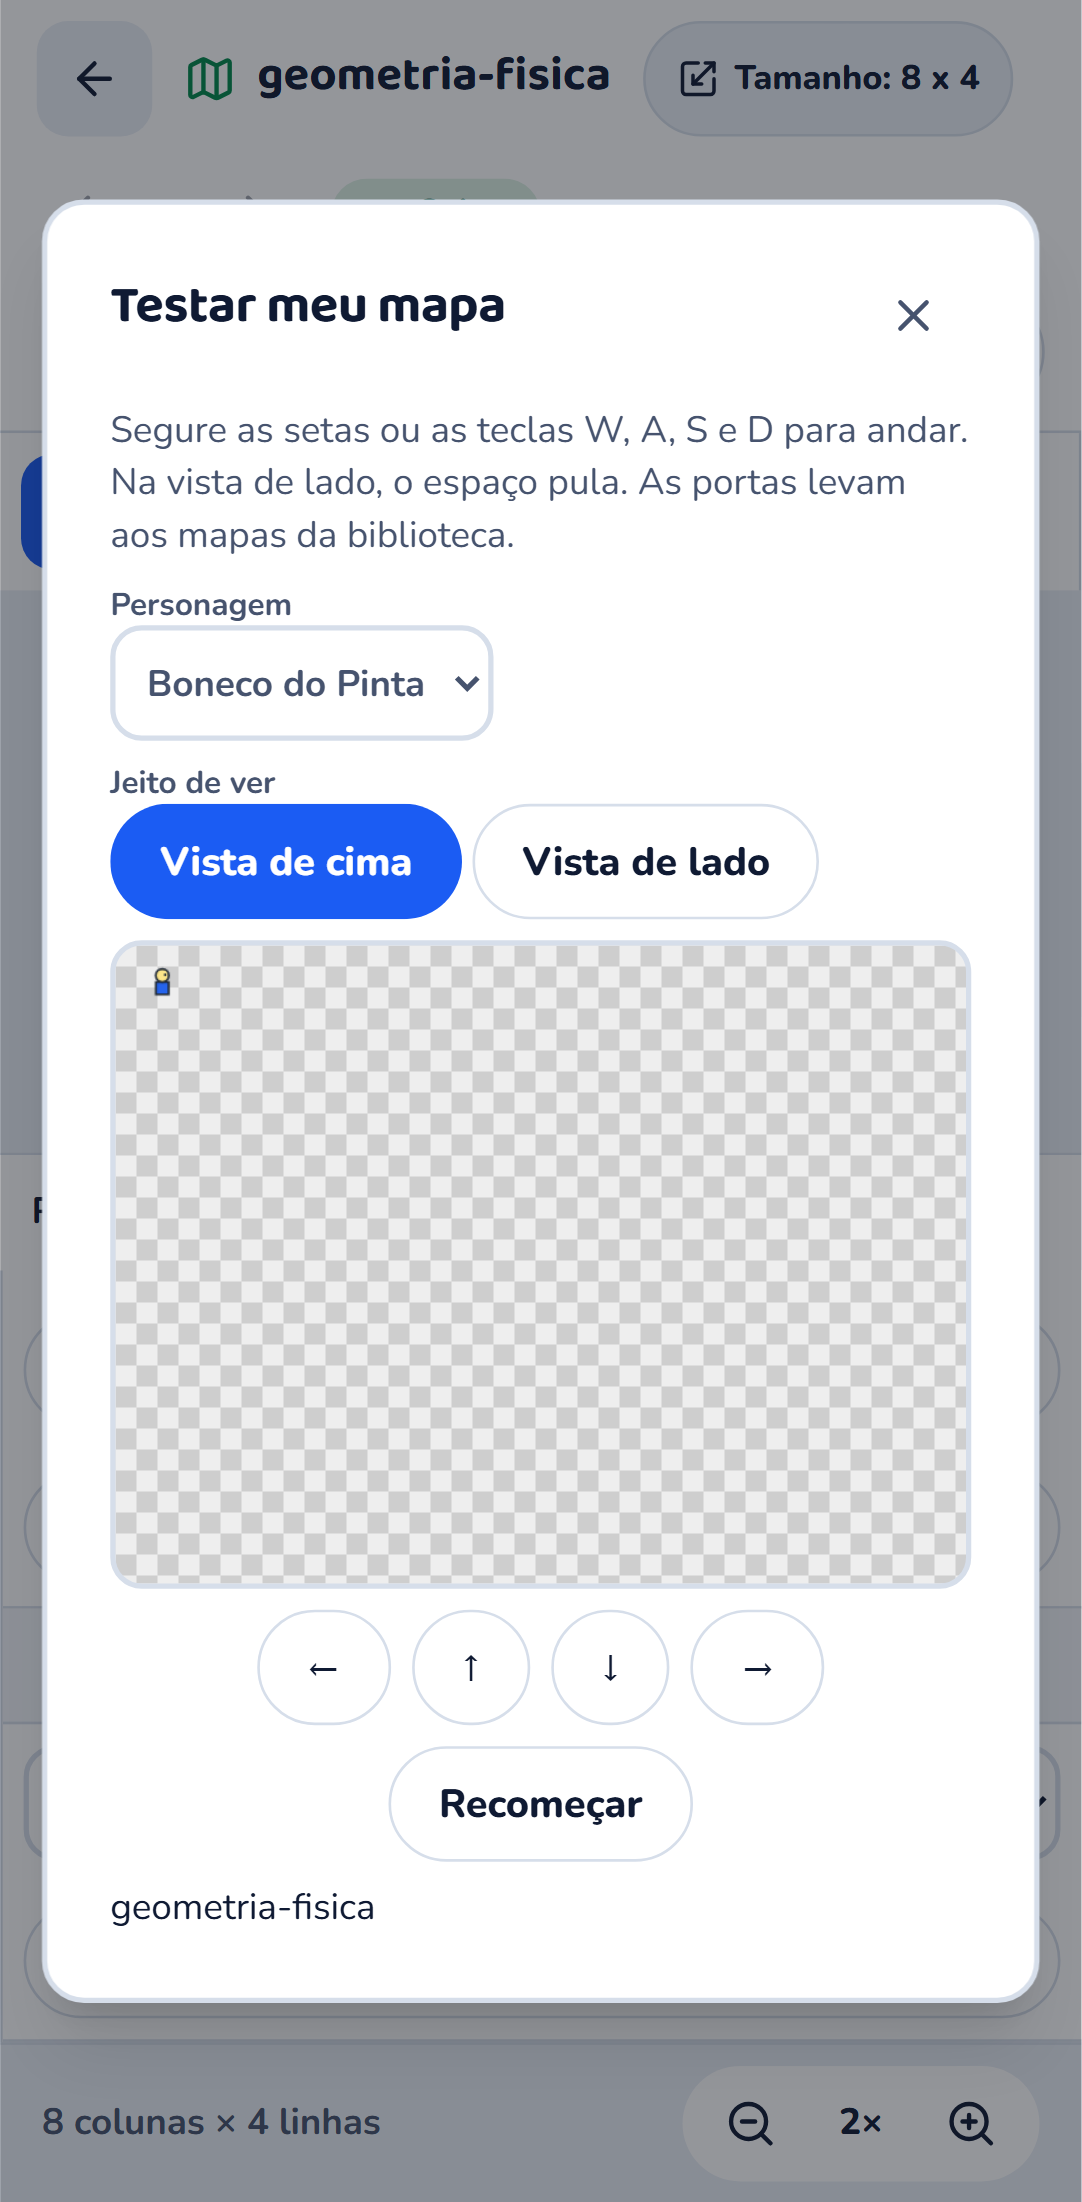 geometria-fisica
Tamanho: 8 x 4
Testar meu mapa
Segure as setas ou as teclas W, A, S e D para andar.
Na vista de lado, o espaço pula. As portas levam
aos mapas da biblioteca.
Personagem
Boneco do Pinta
Jeito de ver
Vista de cima
Vista de lado
←
↑
↓
→
Recomeçar
geometria-fisica
8 colunas × 4 linhas
2×